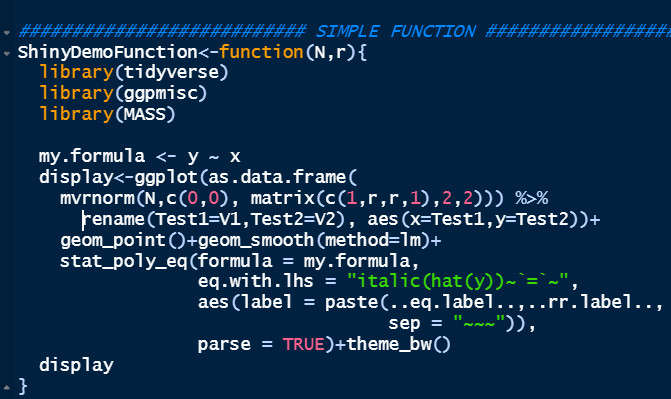 ########################### SIMPLE FUNCTION ##################
ShinyDemoFunction<-function(N,r){
  library(tidyverse)
  library(ggpmisc)
  library(MASS)

  my.formula <- y ~ x
  display<-ggplot(as.data.frame(
    mvrnorm(N,c(0,0), matrix(c(1,r,r,1),2,2))) %>%
      rename(Test1=V1,Test2=V2), aes(x=Test1,y=Test2))+
    geom_point()+geom_smooth(method=lm)+
    stat_poly_eq(formula = my.formula,
                 eq.with.lhs = "italic(hat(y))~`=`~",
                 aes(label = paste(..eq.label..,..rr.label..,
                                   sep = "~~~")),
                 parse = TRUE)+theme_bw()
  display
}